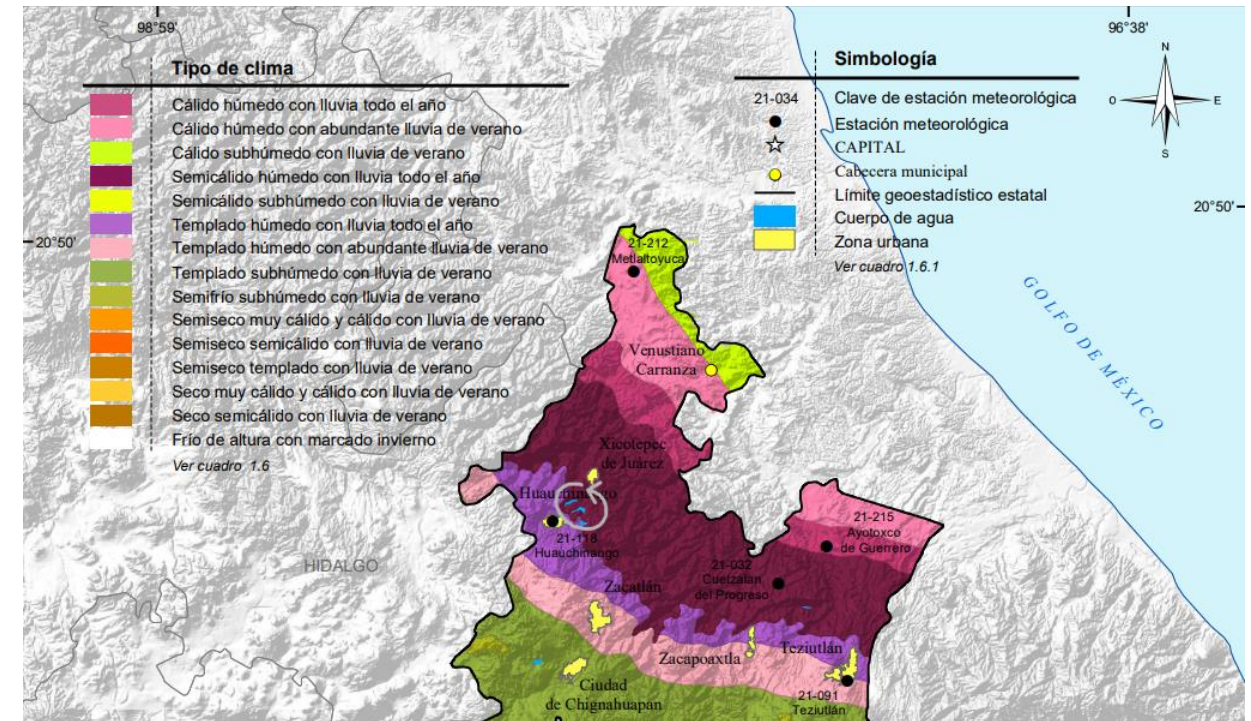 98°59'
96°38'
Tipo de clima
Cálido húmedo con lluvia todo el año
Cálido húmedo con abundante lluvia de verano
Cálido subhúmedo con lluvia de verano
Semicálido húmedo con lluvia todo el año
Semicálido subhúmedo con lluvia de verano
Templado húmedo con lluvia todo el año
Templado húmedo con abundante lluvia de verano
Templado subhúmedo con lluvia de verano
Semifrío subhúmedo con lluvia de verano
Semiseco muy cálido y cálido con lluvia de verano
Semiseco semicálido con lluvia de verano
Semiseco templado con lluvia de verano
Seco muy cálido y cálido con lluvia de verano
Seco semicálido con lluvia de verano
Frío de altura con marcado invierno
Ver cuadro 1.6
Simbología
21-034 Clave de estación meteorológica
Estación meteorológica
CAPITAL
Cabecera municipal
Límite geoestadístico estatal
Cuerpo de agua
Zona urbana
Ver cuadro 1.6.1
N
O
E
S
20°50'
20°50'
GOLFO DE MÉXICO
21-212
Metlaltoyuca
Venustiano
Carranza
Xicotepec
de Juárez
Huauchinango
21-118
Huauchinango
HIDALGO
21-215
Ayotoxco
de Guerrero
21-032
Cuetzalan
del Progreso
Zacatlán
Zacapoaxtla
Teziutlán
21-091
Teziutlán
Ciudad
de Chignahuapan